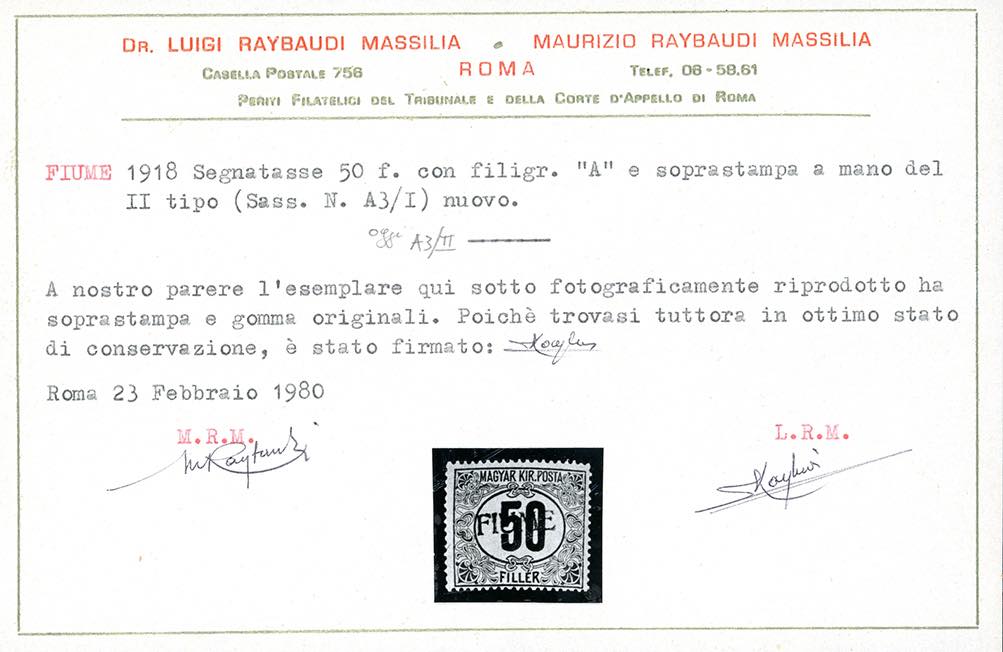 DR. LUIGI RAYBAUDI MASSILIA • MAURIZIO RAYBAUDI MASSILIA
CASELLA POSTALE 756 ROMA TELEF. 06-58.61
PERITI FILATELICI DEL TRIBUNALE E DELLA CORTE D'APPELLO DI ROMA
FIUME 1918 Segnatasse 50 f. con filigr. "A" e soprastampa a mano del
II tipo (Sass. N. A3/I) nuovo.
oggi A3/II
A nostro parere l'esemplare qui sotto fotograficamente riprodotto ha
soprastampa e gomma originali. Poichè trovasi tuttora in ottimo stato
di conservazione, è stato firmato:
Roma 23 Febbraio 1980
M.R.M. L.R.M.
MAGYAR KIR. POSTA
FIUME
50
FILLÉR